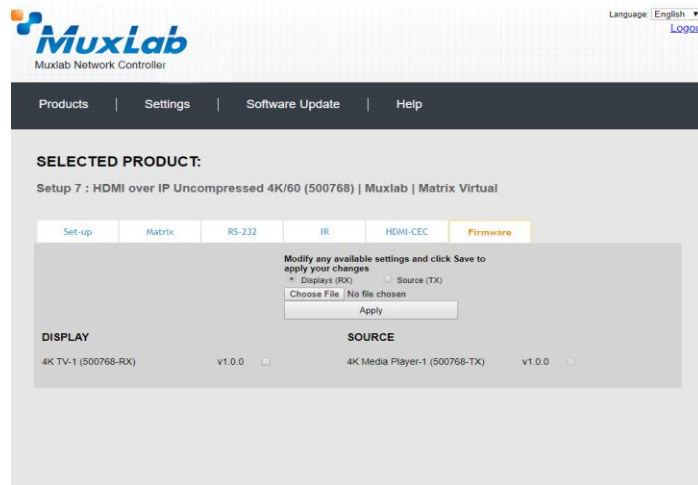 Language: English
Logou
MuxLab
Muxlab Network Controller
Products | Settings | Software Update | Help
SELECTED PRODUCT:
Setup 7 : HDMI over IP Uncompressed 4K/60 (500768) | Muxlab | Matrix Virtual
Set-up Matrix RS-232 IR HDMI-CEC Firmware
Modify any available settings and click Save to
apply your changes
Displays (RX) Source (TX)
Choose File No file chosen
Apply
DISPLAY SOURCE
4K TV-1 (500768-RX) v1.0.0 4K Media Player-1 (500768-TX) v1.0.0